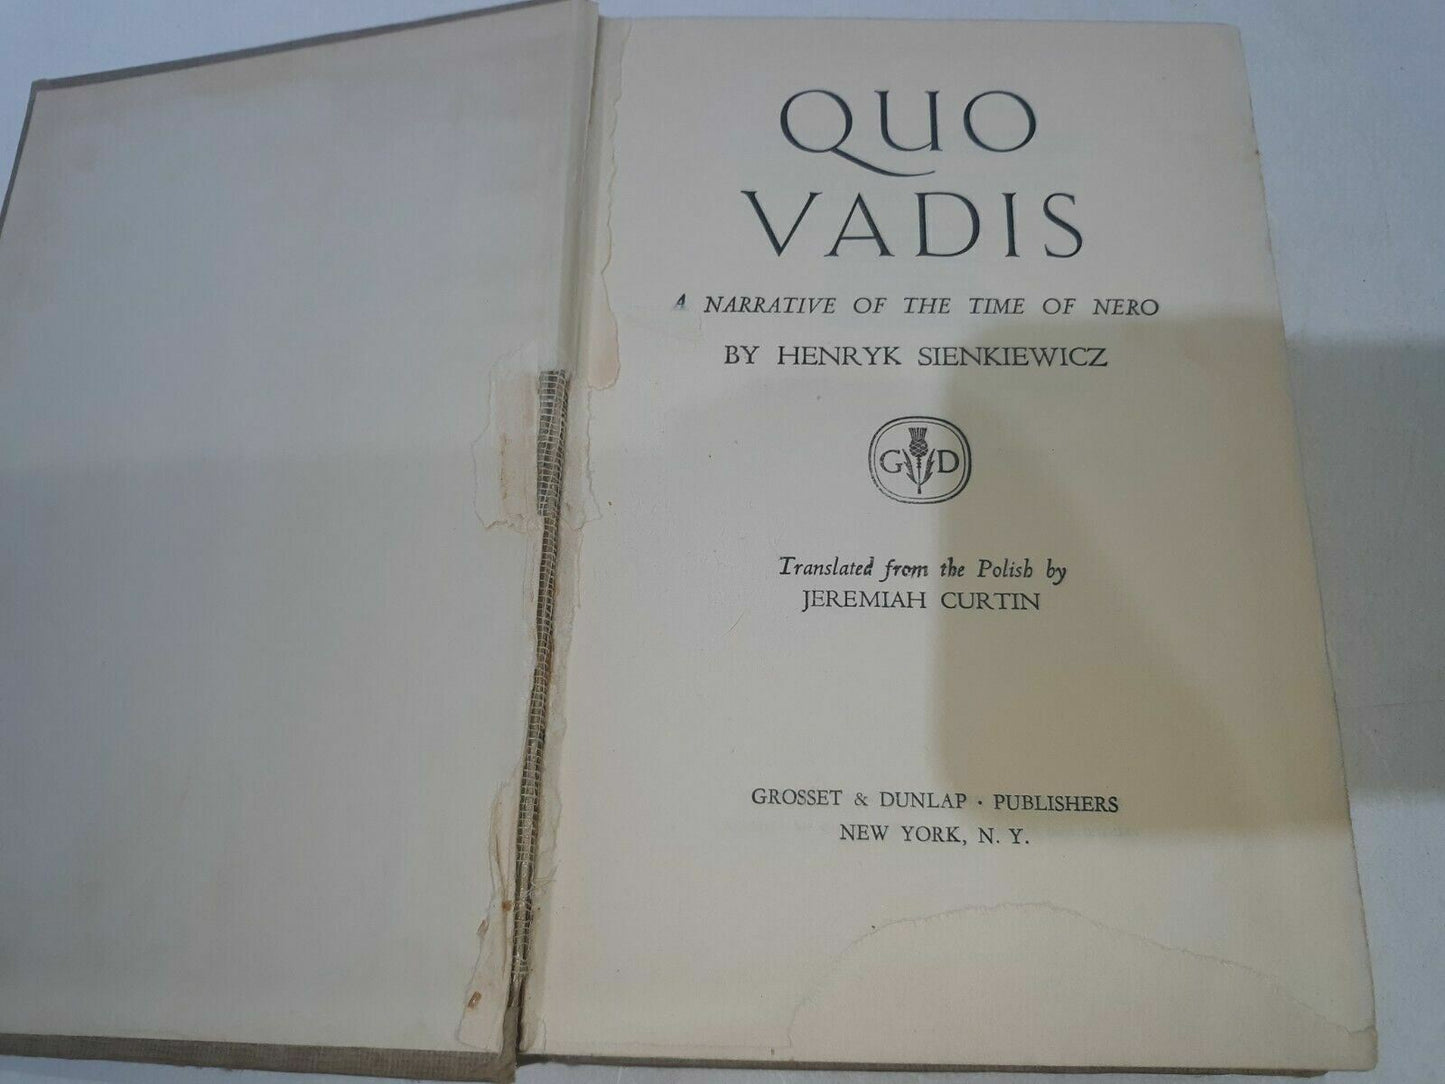 QUO
VADIS
A NARRATIVE OF THE TIME OF NERO
BY HENRYK SIENKIEWICZ
G D
Translated from the Polish by
JEREMIAH CURTIN
GROSSET & DUNLAP · PUBLISHERS
NEW YORK, N. Y.